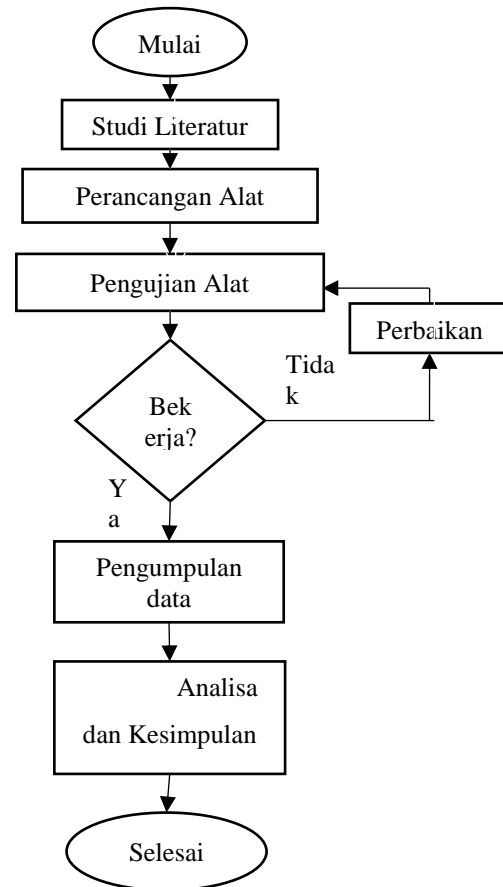 Mulai
Studi Literatur
Perancangan Alat
Pengujian Alat
Perbaikan
Tida
k
Bek
erja?
Y
a
Pengumpulan
data
Analisa
dan Kesimpulan
Selesai